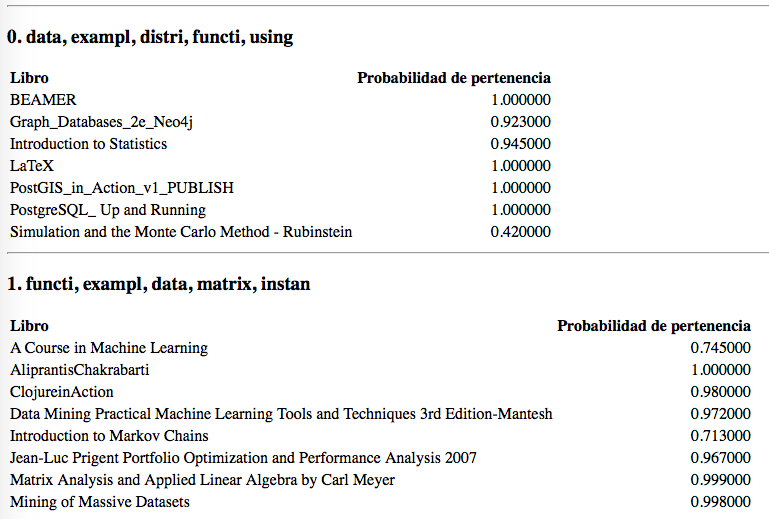 0. data, exampl, distri, functi, using
Libro Probabilidad de pertenencia
BEAMER 1.000000
Graph_Databases_2e_Neo4j 0.923000
Introduction to Statistics 0.945000
LaTeX 1.000000
PostGIS_in_Action_v1_PUBLISH 1.000000
PostgreSQL_ Up and Running 1.000000
Simulation and the Monte Carlo Method - Rubinstein 0.420000
1. functi, exampl, data, matrix, instan
Libro Probabilidad de pertenencia
A Course in Machine Learning 0.745000
AliprantisChakrabarti 1.000000
ClojureinAction 0.980000
Data Mining Practical Machine Learning Tools and Techniques 3rd Edition-Mantesh 0.972000
Introduction to Markov Chains 0.713000
Jean-Luc Prigent Portfolio Optimization and Performance Analysis 2007 0.967000
Matrix Analysis and Applied Linear Algebra by Carl Meyer 0.999000
Mining of Massive Datasets 0.998000